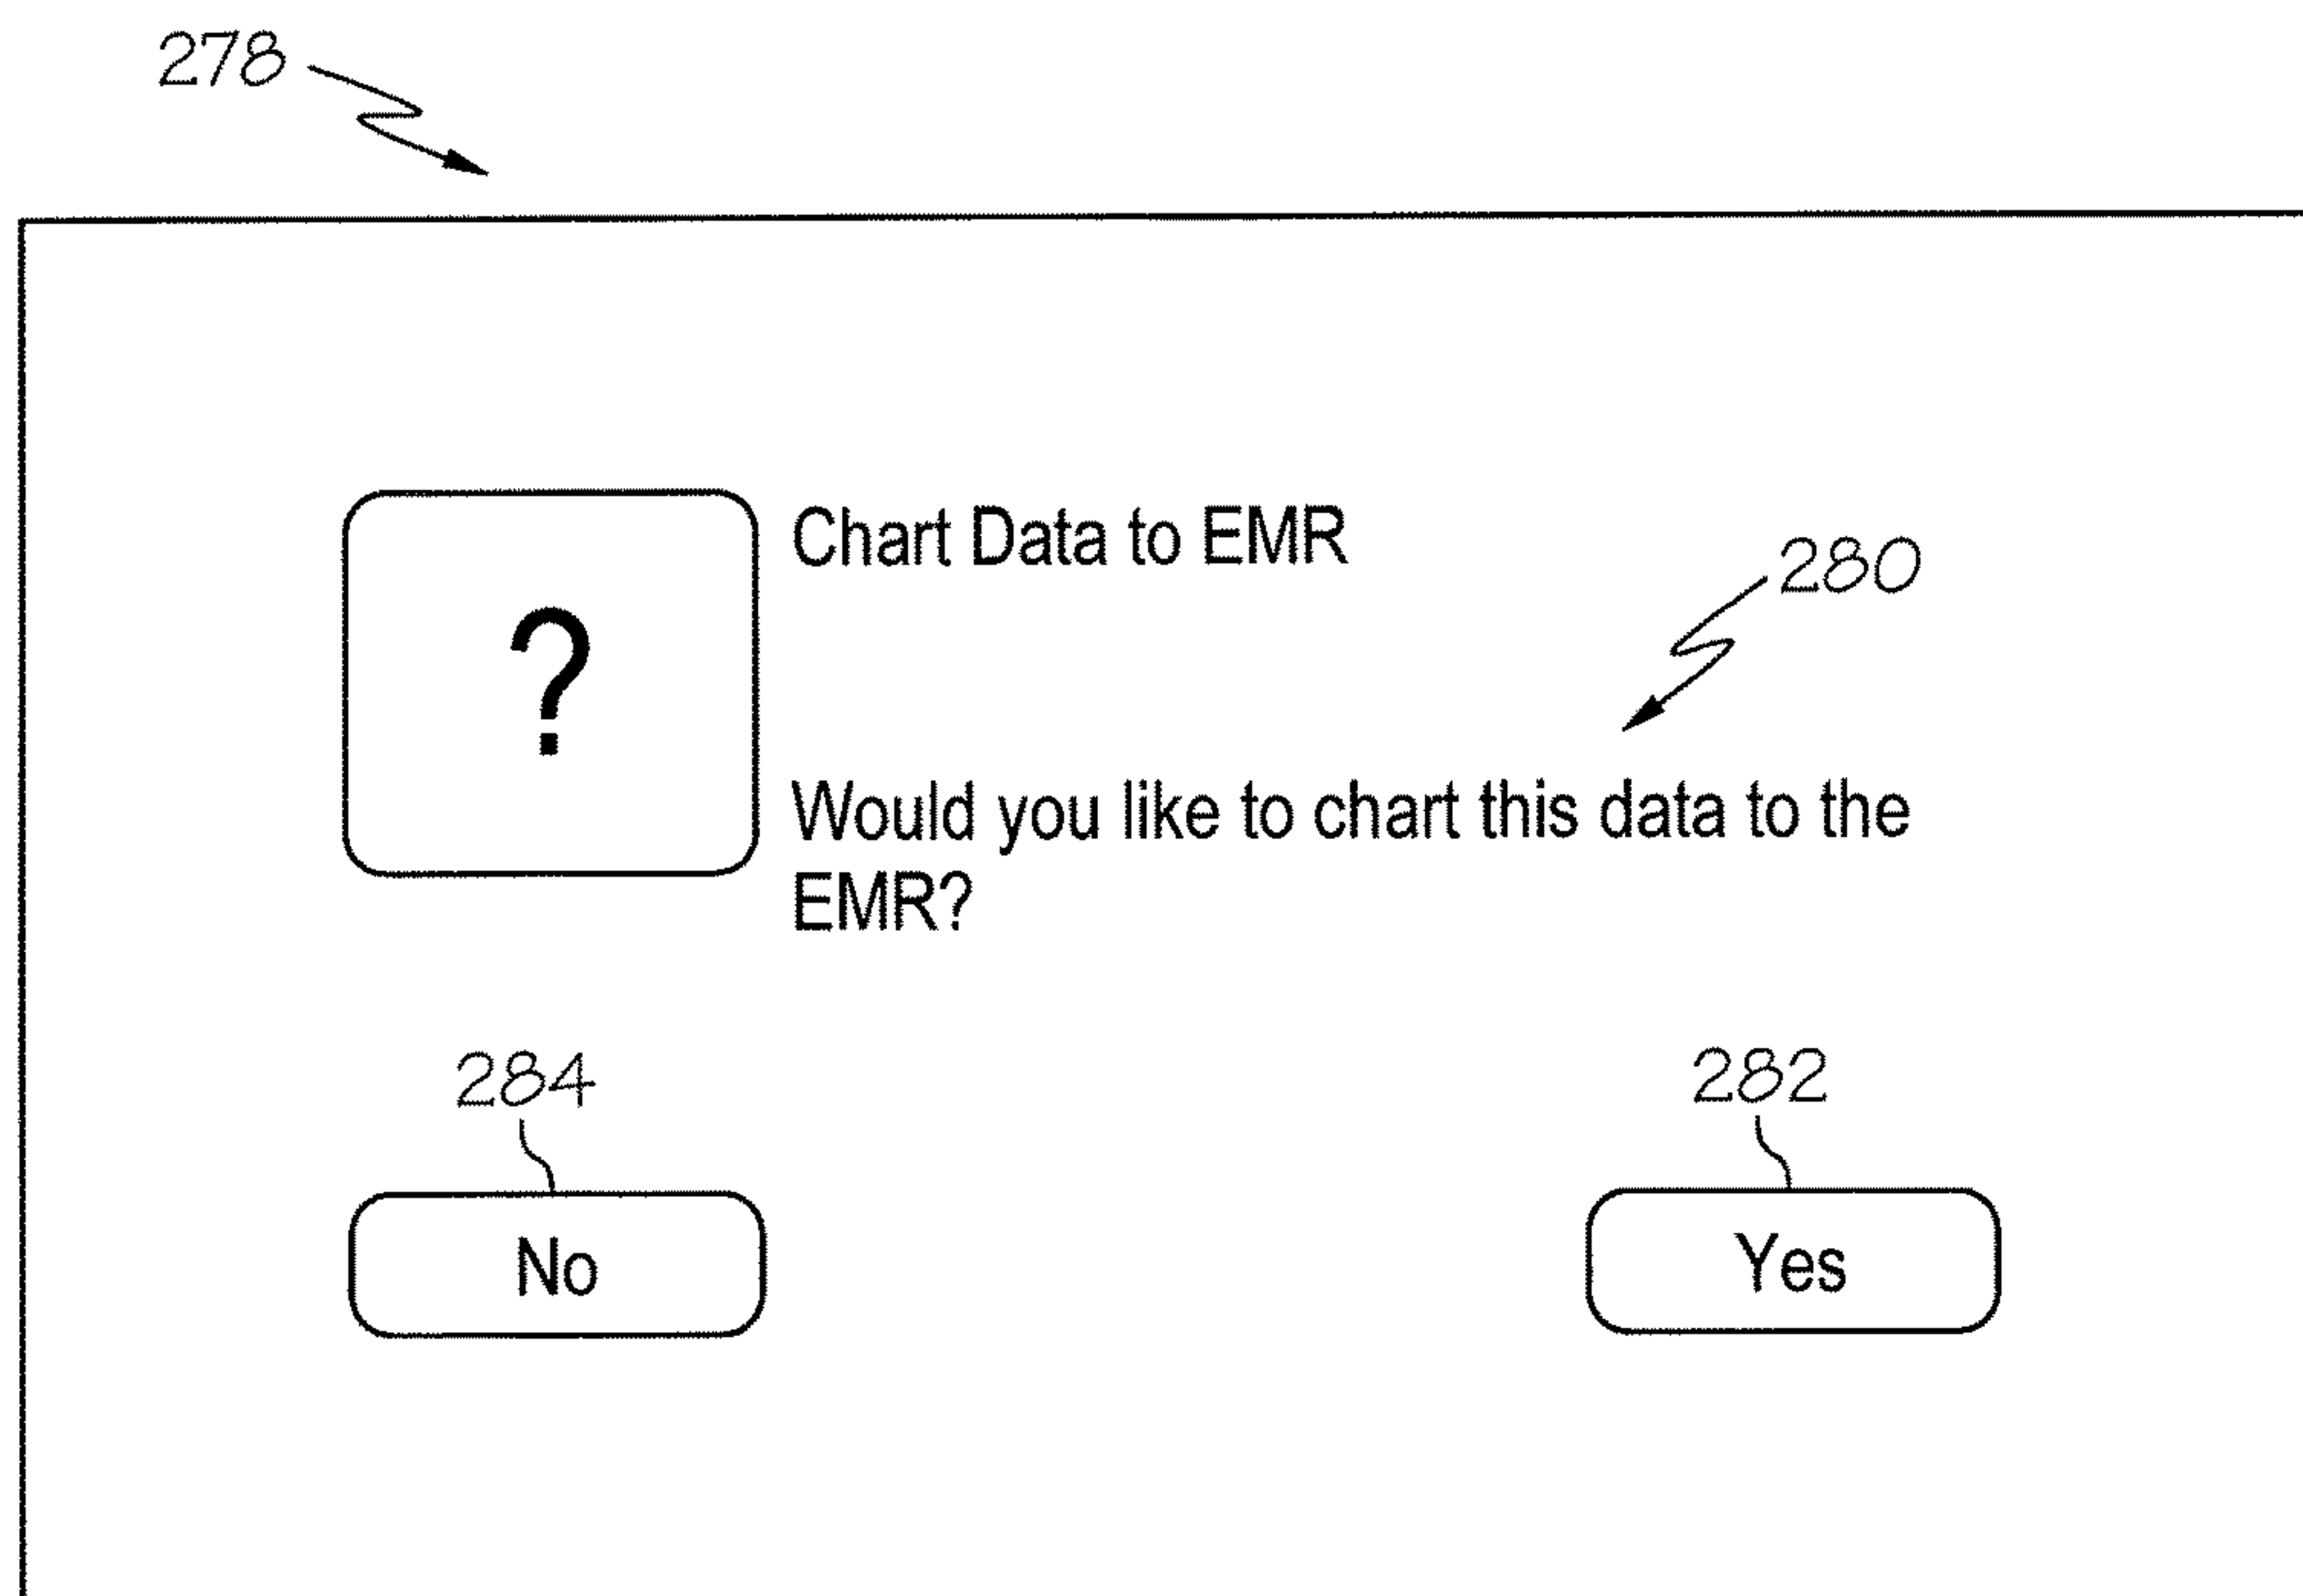 278
Chart Data to EMR
280
?
Would you like to chart this data to the
EMR?
284
282
No
Yes